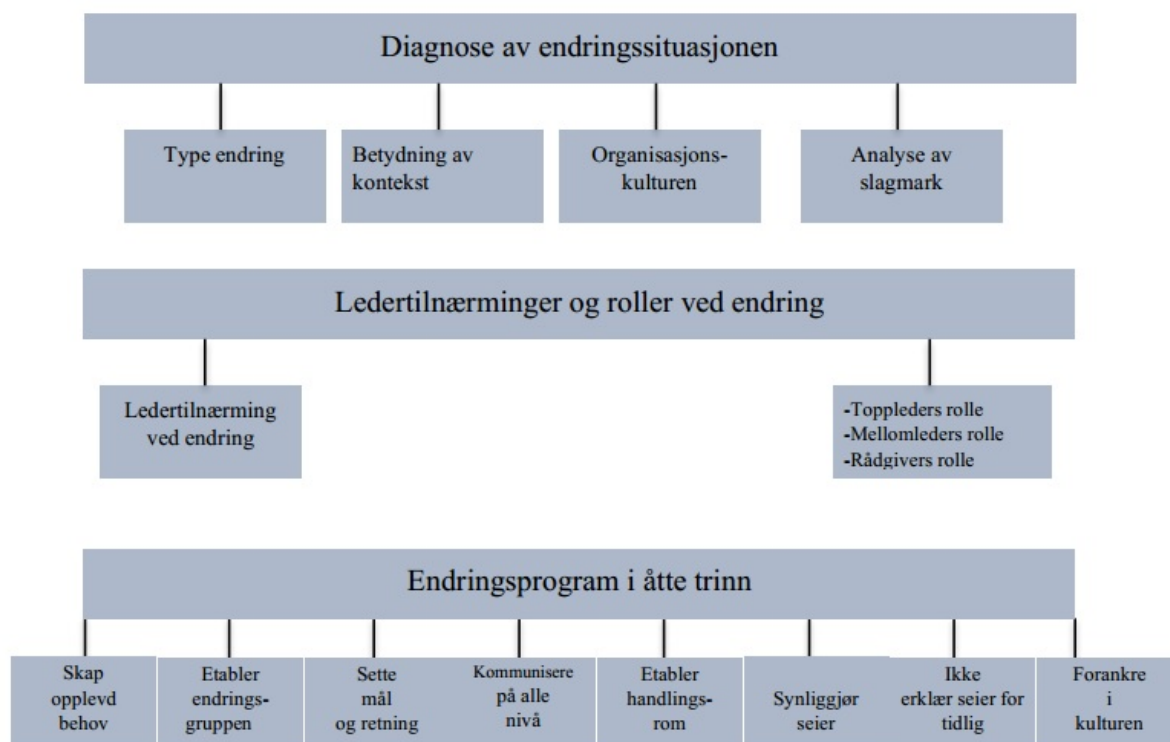 Diagnose av endringssituasjonen
Type endring
Betydning av
kontekst
Organisasjons-
kulturen
Analyse av
slagmark
Ledertilnærminger og roller ved endring
Ledertilnærming
ved endring
-Toppleders rolle
-Mellomleders rolle
-Rådgivers rolle
Endringsprogram i åtte trinn
Skap
opplevd
behov
Etabler
endrings-
gruppen
Sette
mål
og retning
Kommunisere
på alle
nivå
Etabler
handlings-
rom
Synliggjør
seier
Ikke
erklær seier for
tidlig
Forankre
i
kulturen